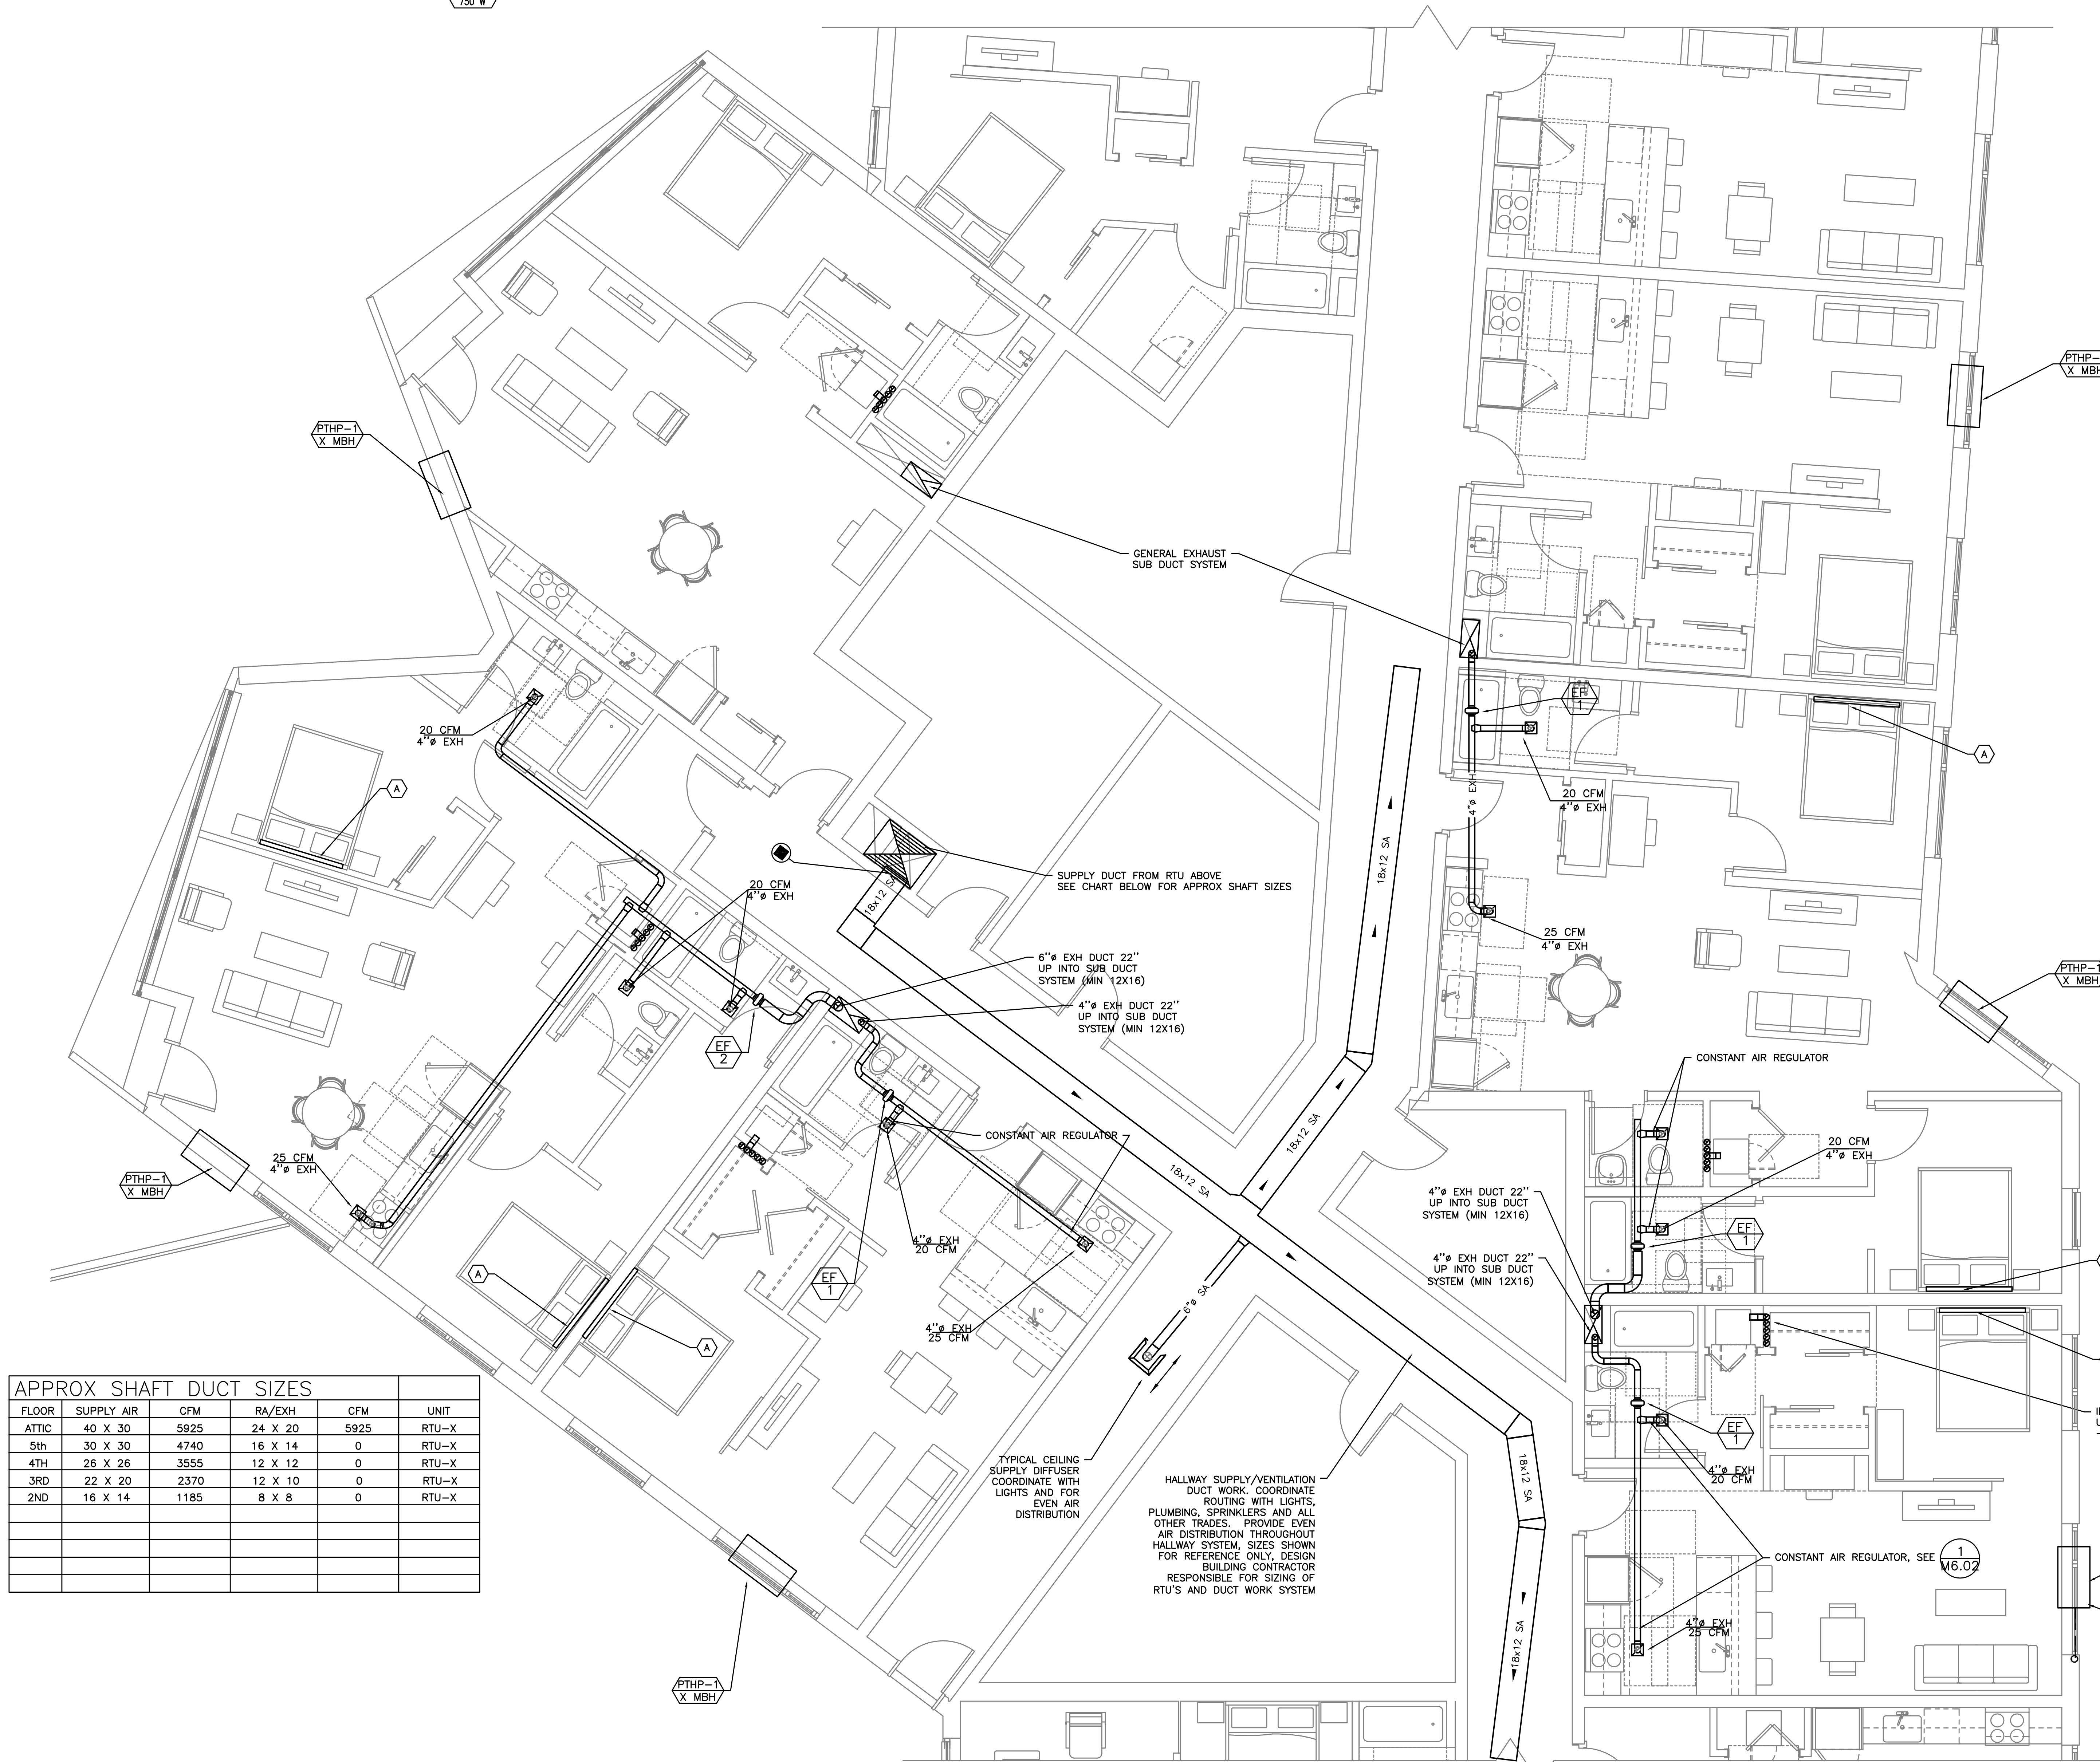 750 W
PTHP-1
X MBH
PTHP-
X MBH
GENERAL EXHAUST
SUB DUCT SYSTEM
20 CFM
4"ø EXH
A
EF
1
A
20 CFM
4"ø EXH
4"ø EXH
18x12 SA
SUPPLY DUCT FROM RTU ABOVE
SEE CHART BELOW FOR APPROX SHAFT SIZES
18x12 SA
20 CFM
4"ø EXH
25 CFM
4"ø EXH
6"ø EXH DUCT 22"
UP INTO SUB DUCT
SYSTEM (MIN 12X16)
4"ø EXH DUCT 22"
UP INTO SUB DUCT
SYSTEM (MIN 12X16)
PTHP-1
X MBH
EF
2
CONSTANT AIR REGULATOR
CONSTANT AIR REGULATOR
18x12 SA
18x12 SA
20 CFM
4"ø EXH
25 CFM
4"ø EXH
PTHP-1
X MBH
4"ø EXH DUCT 22"
UP INTO SUB DUCT
SYSTEM (MIN 12X16)
EF
1
4"ø EXH
20 CFM
4"ø EXH DUCT 22"
UP INTO SUB DUCT
SYSTEM (MIN 12X16)
A
EF
1
6"ø SA
4"ø EXH
25 CFM
A
EF
1
4"ø EXH
20 CFM
APPROX SHAFT DUCT SIZES
FLOOR SUPPLY AIR CFM RA/EXH CFM UNIT
ATTIC 40 X 30 5925 24 X 20 5925 RTU-X
5th 30 X 30 4740 16 X 14 0 RTU-X
4TH 26 X 26 3555 12 X 12 0 RTU-X
3RD 22 X 20 2370 12 X 10 0 RTU-X
2ND 16 X 14 1185 8 X 8 0 RTU-X
TYPICAL CEILING
SUPPLY DIFFUSER
COORDINATE WITH
LIGHTS AND FOR
EVEN AIR
DISTRIBUTION
HALLWAY SUPPLY/VENTILATION
DUCT WORK. COORDINATE
ROUTING WITH LIGHTS,
PLUMBING, SPRINKLERS AND ALL
OTHER TRADES. PROVIDE EVEN
AIR DISTRIBUTION THROUGHOUT
HALLWAY SYSTEM, SIZES SHOWN
FOR REFERENCE ONLY, DESIGN
BUILDING CONTRACTOR
RESPONSIBLE FOR SIZING OF
RTU'S AND DUCT WORK SYSTEM
18x12 SA
18x12 SA
CONSTANT AIR REGULATOR, SEE
1
M6.02
4"ø EXH
25 CFM
PTHP-1
X MBH